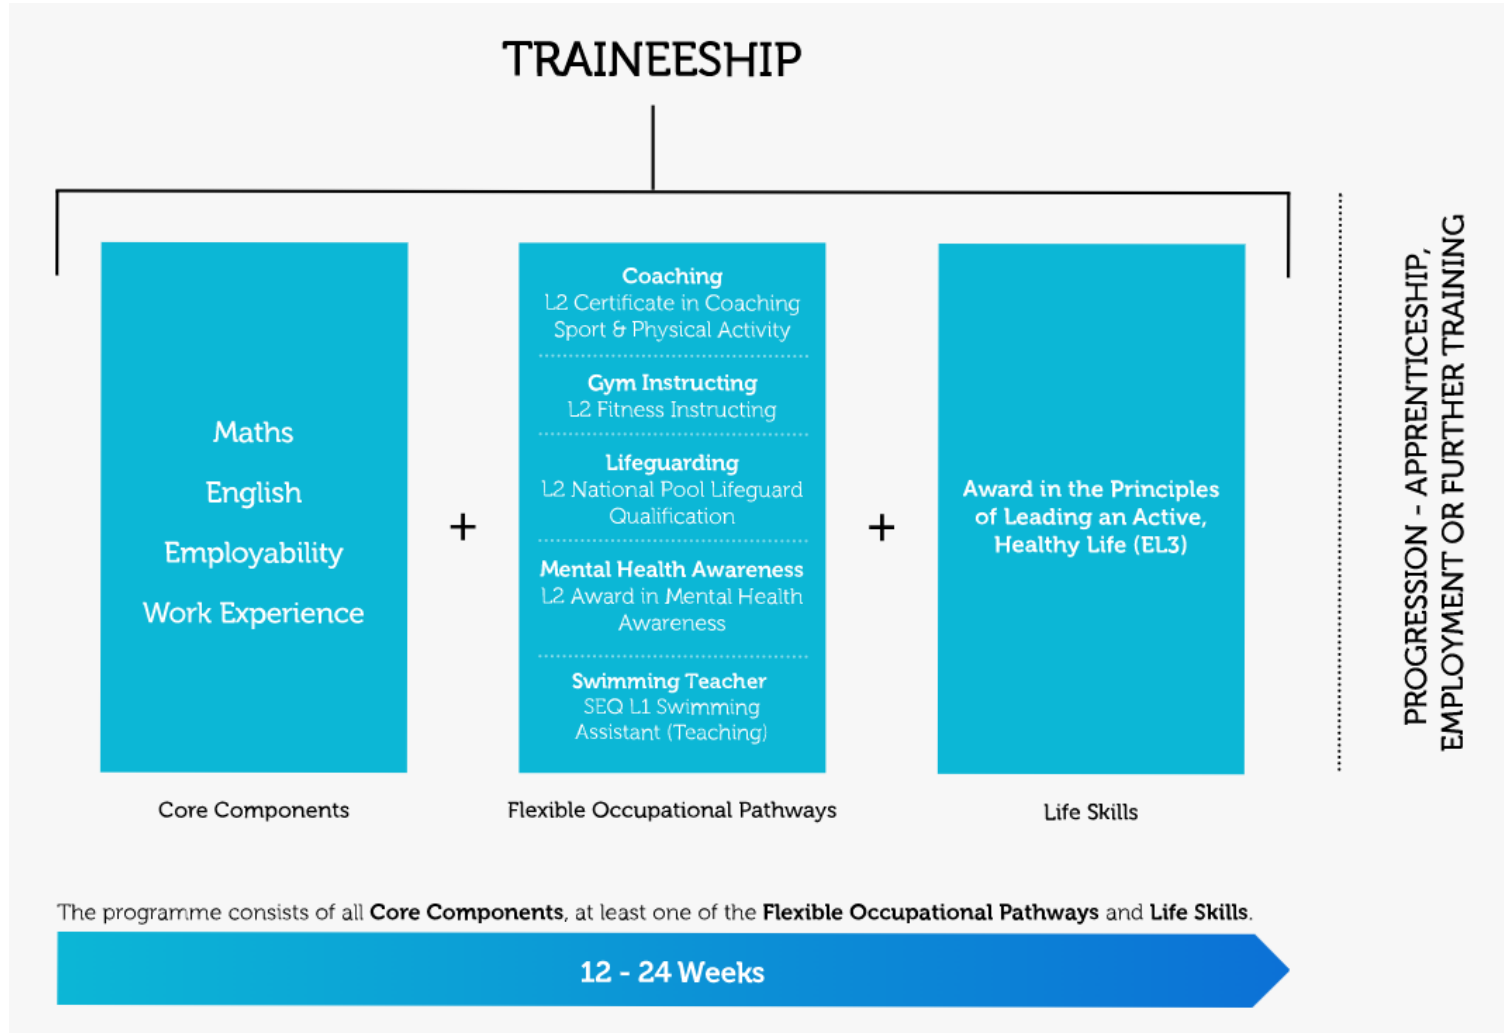 TRAINEESHIP
Maths
English
Employability
Work Experience
+
Coaching
L2 Certificate in Coaching
Sport & Physical Activity
Gym Instructing
L2 Fitness Instructing
Lifeguarding
L2 National Pool Lifeguard
Qualification
Mental Health Awareness
L2 Award in Mental Health
Awareness
Swimming Teacher
SEQ L1 Swimming
Assistant (Teaching)
+
Award in the Principles
of Leading an Active,
Healthy Life (EL3)
PROGRESSION - APPRENTICESHIP,
EMPLOYMENT OR FURTHER TRAINING
Core Components
Flexible Occupational Pathways
Life Skills
The programme consists of all Core Components, at least one of the Flexible Occupational Pathways and Life Skills.
12 - 24 Weeks